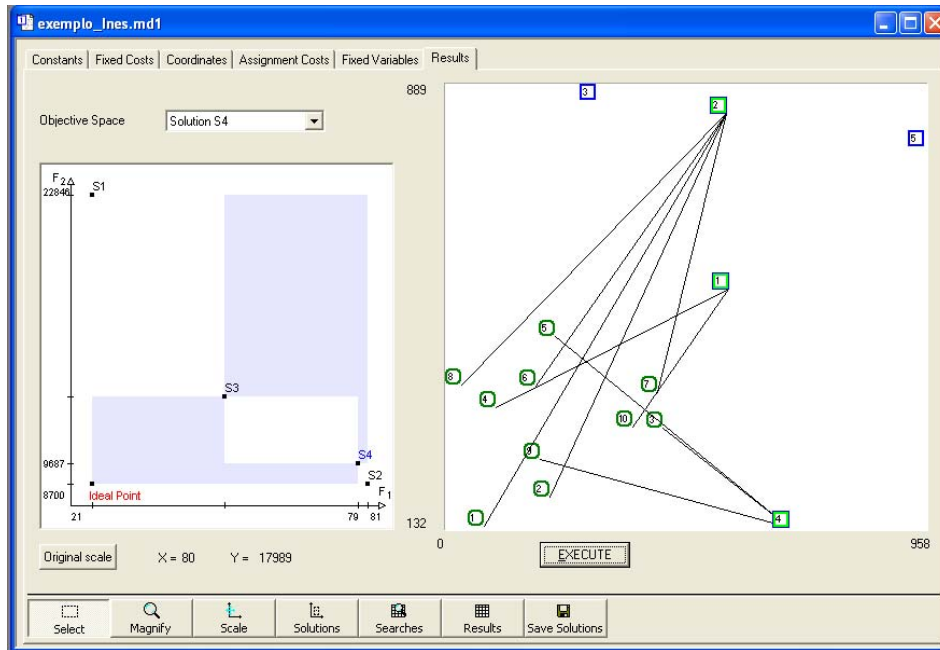 exemplo_Ines.md1
Constants Fixed Costs Coordinates Assignment Costs Fixed Variables Results
Objective Space Solution S4
F2
22846
S1
S3
S4
9687
S2
8700
Ideal Point
F1
21 79 81
Original scale X = 80 Y = 17989
889
3
2
5
1
5
8
6
7
4
10
3
9
2
1
4
132
0 958
EXECUTE
Select Magnify Scale Solutions Searches Results Save Solutions